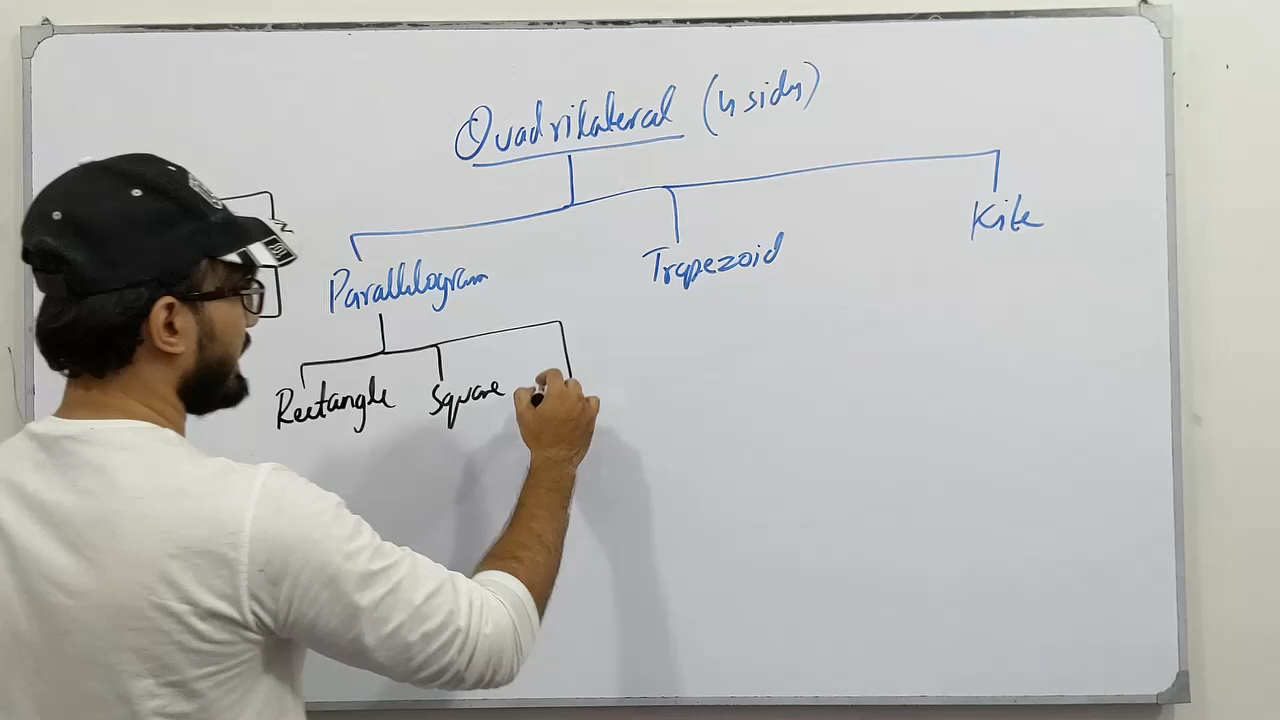 Quadrilateral (4 sides)
Parallelogram
Trapezoid
Kite
Rectangle
Square